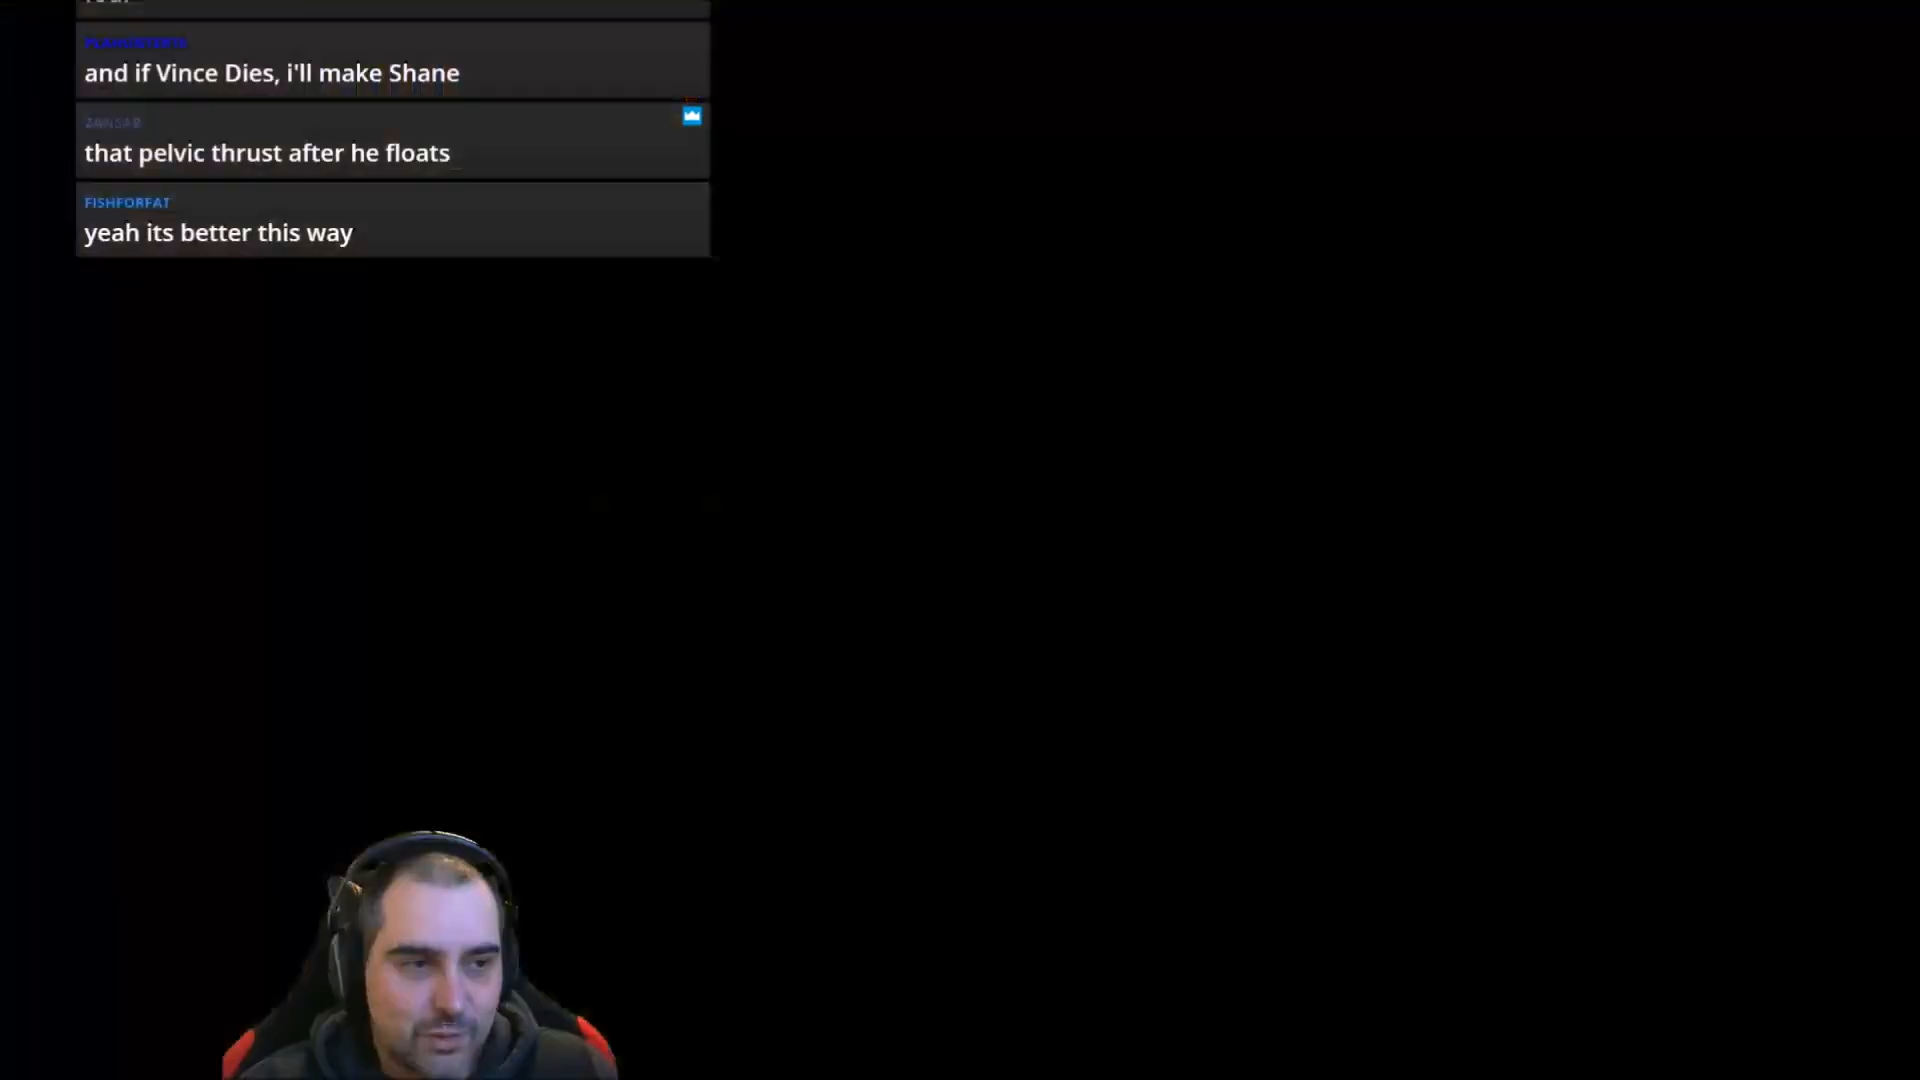 and if Vince Dies, i'll make Shane
ZANSAB
that pelvic thrust after he floats
FISHFORFAT
yeah its better this way